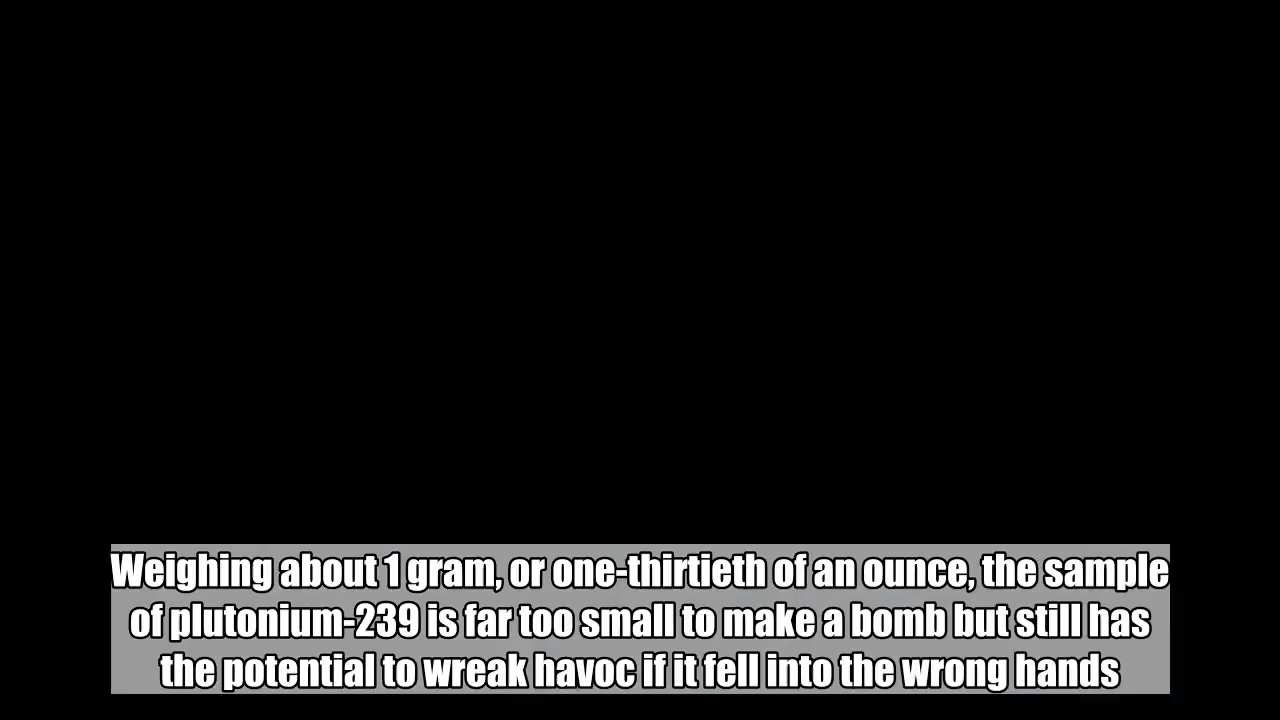 Weighing about 1 gram, or one-thirtieth of an ounce, the sample
of plutonium-239 is far too small to make a bomb but still has
the potential to wreak havoc if it fell into the wrong hands